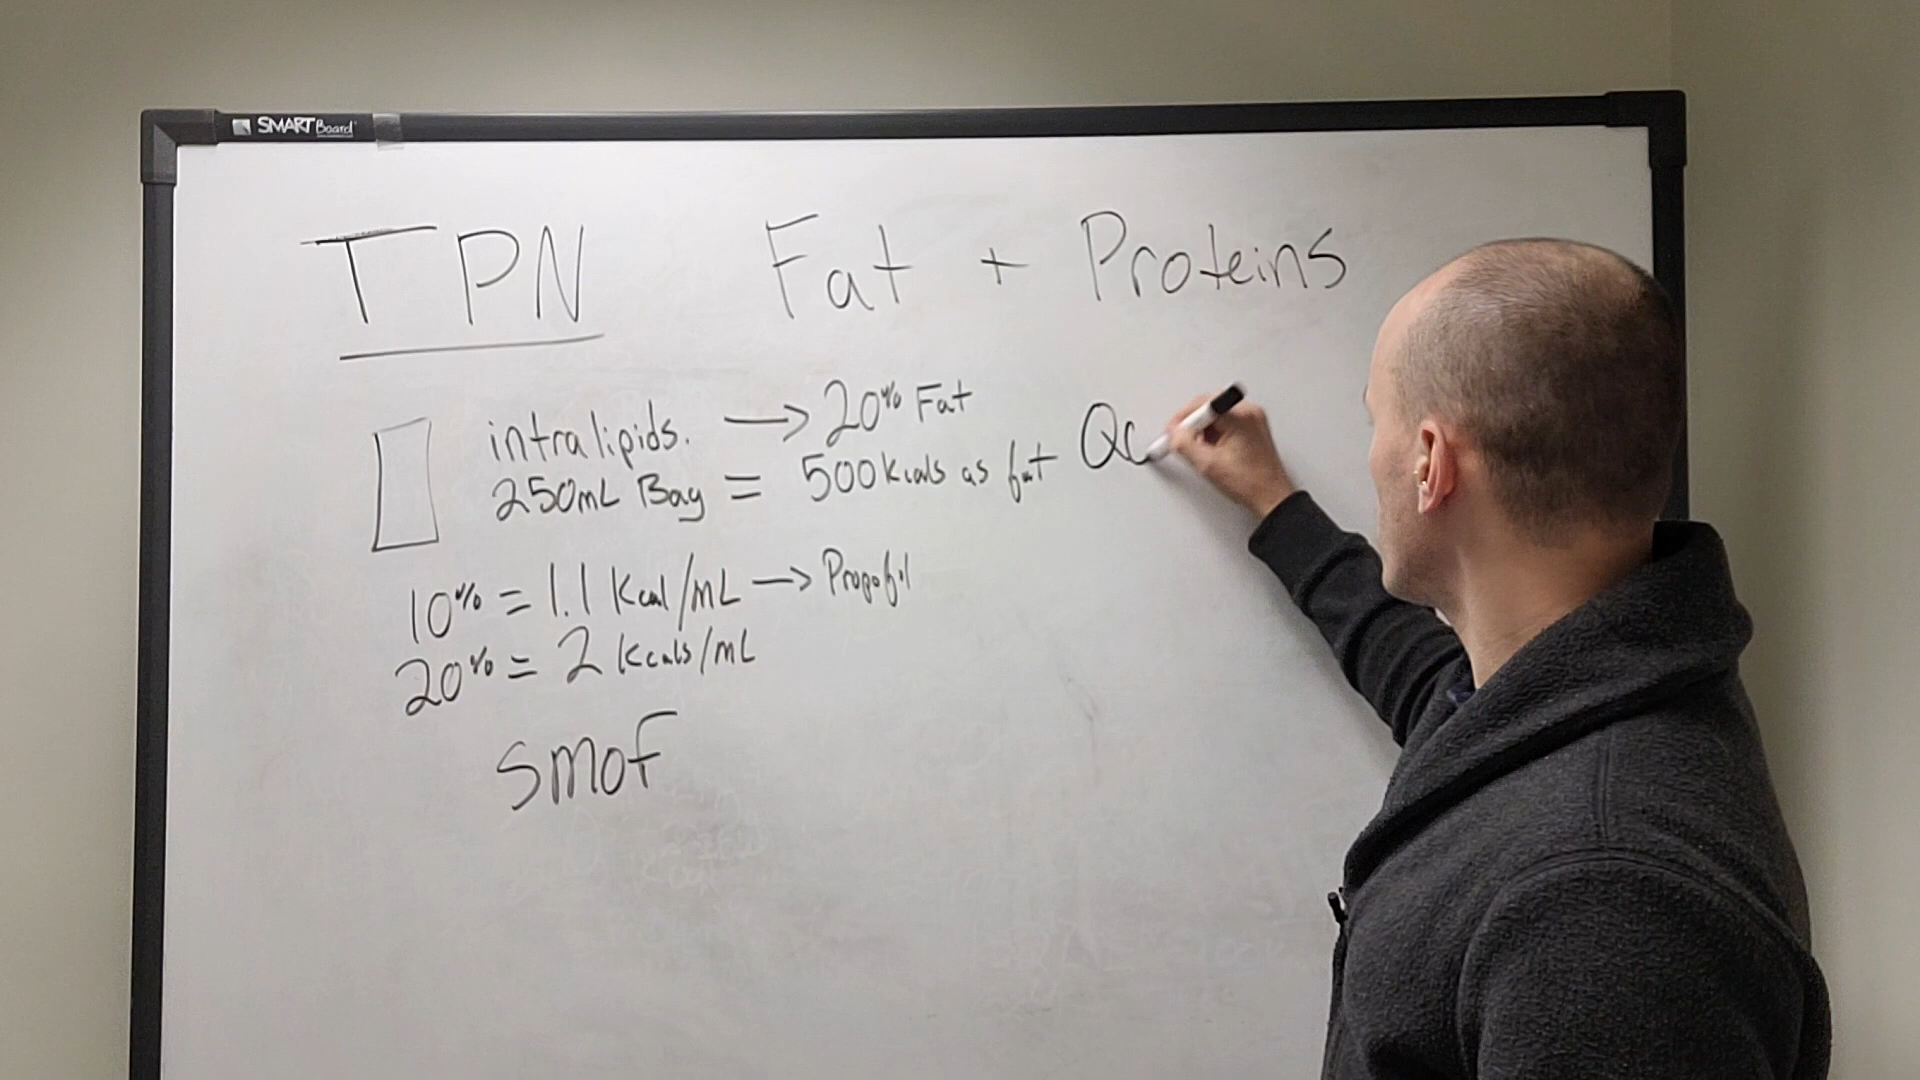 SMART Board
TPN Fat + Proteins
intralipids. → 20% Fat
250mL Bag = 500 Kcals as fat Qd
10% = 1.1 Kcal/mL → Propofol
20% = 2 Kcals/mL
SMOF